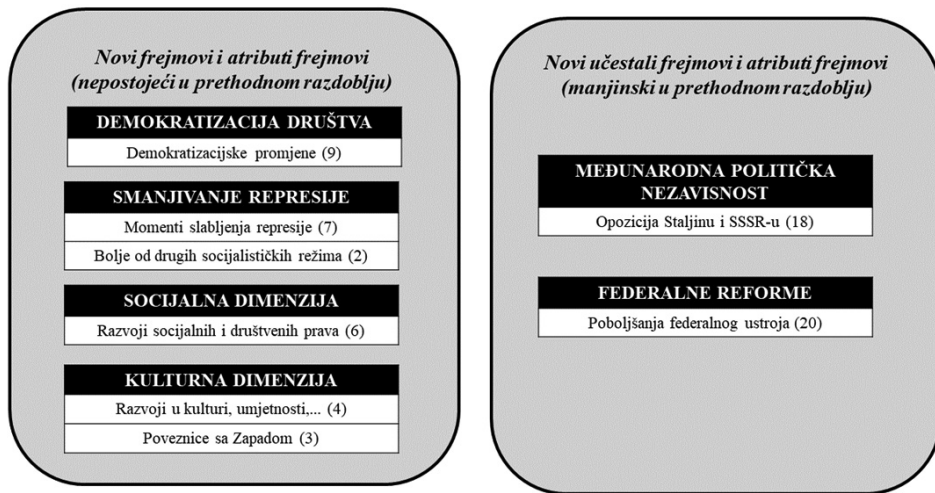 Novi frejmovi i atributi frejmovi
(nepostojeći u prethodnom razdoblju)
DEMOKRATIZACIJA DRUŠTVA
Demokratizacijske promjene (9)
SMANJIVANJE REPRESIJE
Momenti slabljenja represije (7)
Bolje od drugih socijalističkih režima (2)
SOCIJALNA DIMENZIJA
Razvoji socijalnih i društvenih prava (6)
KULTURNA DIMENZIJA
Razvoji u kulturi, umjetnosti,... (4)
Poveznice sa Zapadom (3)
Novi učestali frejmovi i atributi frejmovi
(manjinski u prethodnom razdoblju)
MEĐUNARODNA POLITIČKA
NEZAVISNOST
Opozicija Staljinu i SSSR-u (18)
FEDERALNE REFORME
Poboljšanja federalnog ustroja (20)